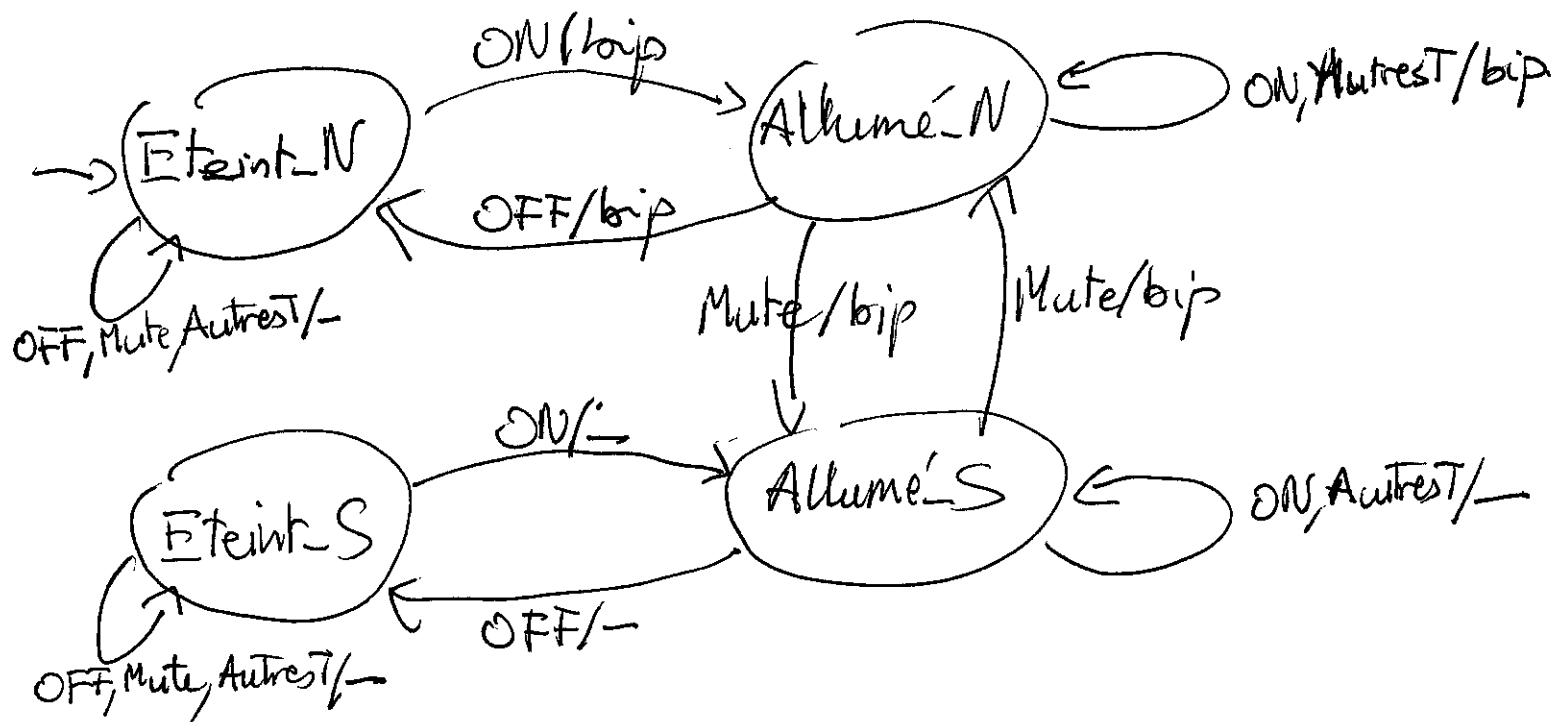 ON/bip
Eteint_N
Allumé_N
ON, AutresT/bip
OFF/bip
OFF, Mute, AutresT/_
Mute/bip
Mute/bip
ON/_
Eteint_S
Allumé_S
ON, AutresT/_
OFF/_
OFF, Mute, AutresT/_